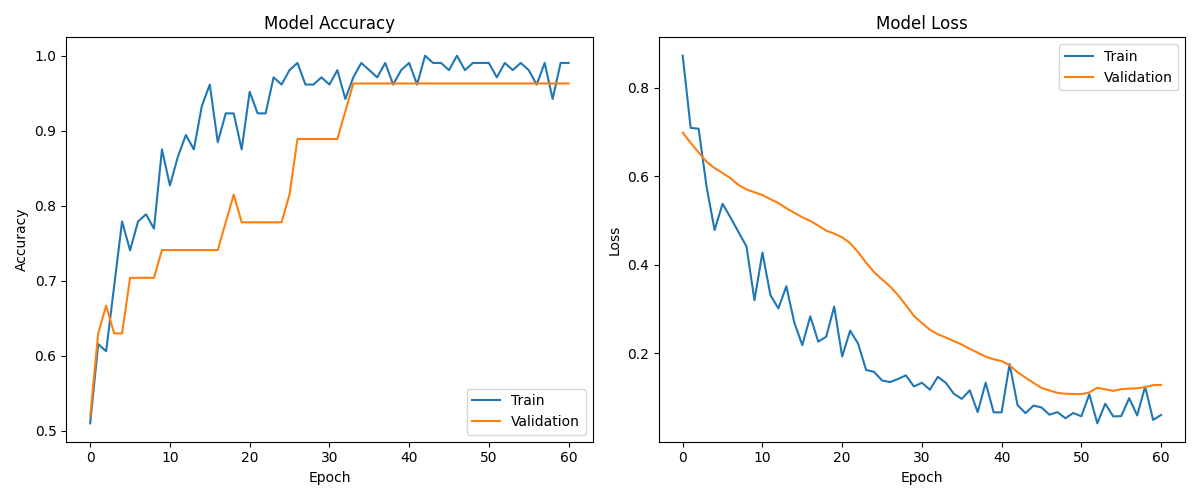 Model Accuracy
1.0
0.9
0.8
0.7
0.6
0.5
Accuracy
0 10 20 30 40 50 60
Epoch
Train
Validation
Model Loss
0.8
0.6
0.4
0.2
Loss
0 10 20 30 40 50 60
Epoch
Train
Validation